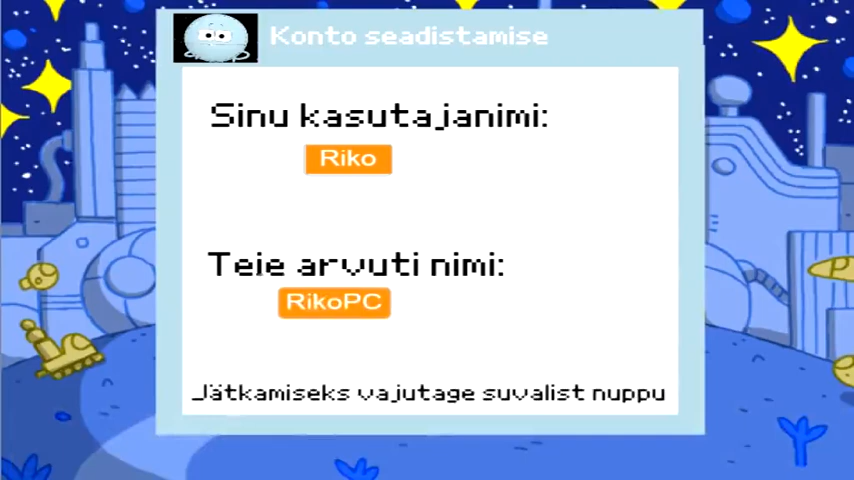 Konto seadistamise
Sinu kasutajanimi:
Riko
Teie arvuti nimi:
RikoPC
Jätkamiseks vajutage suvalist nuppu